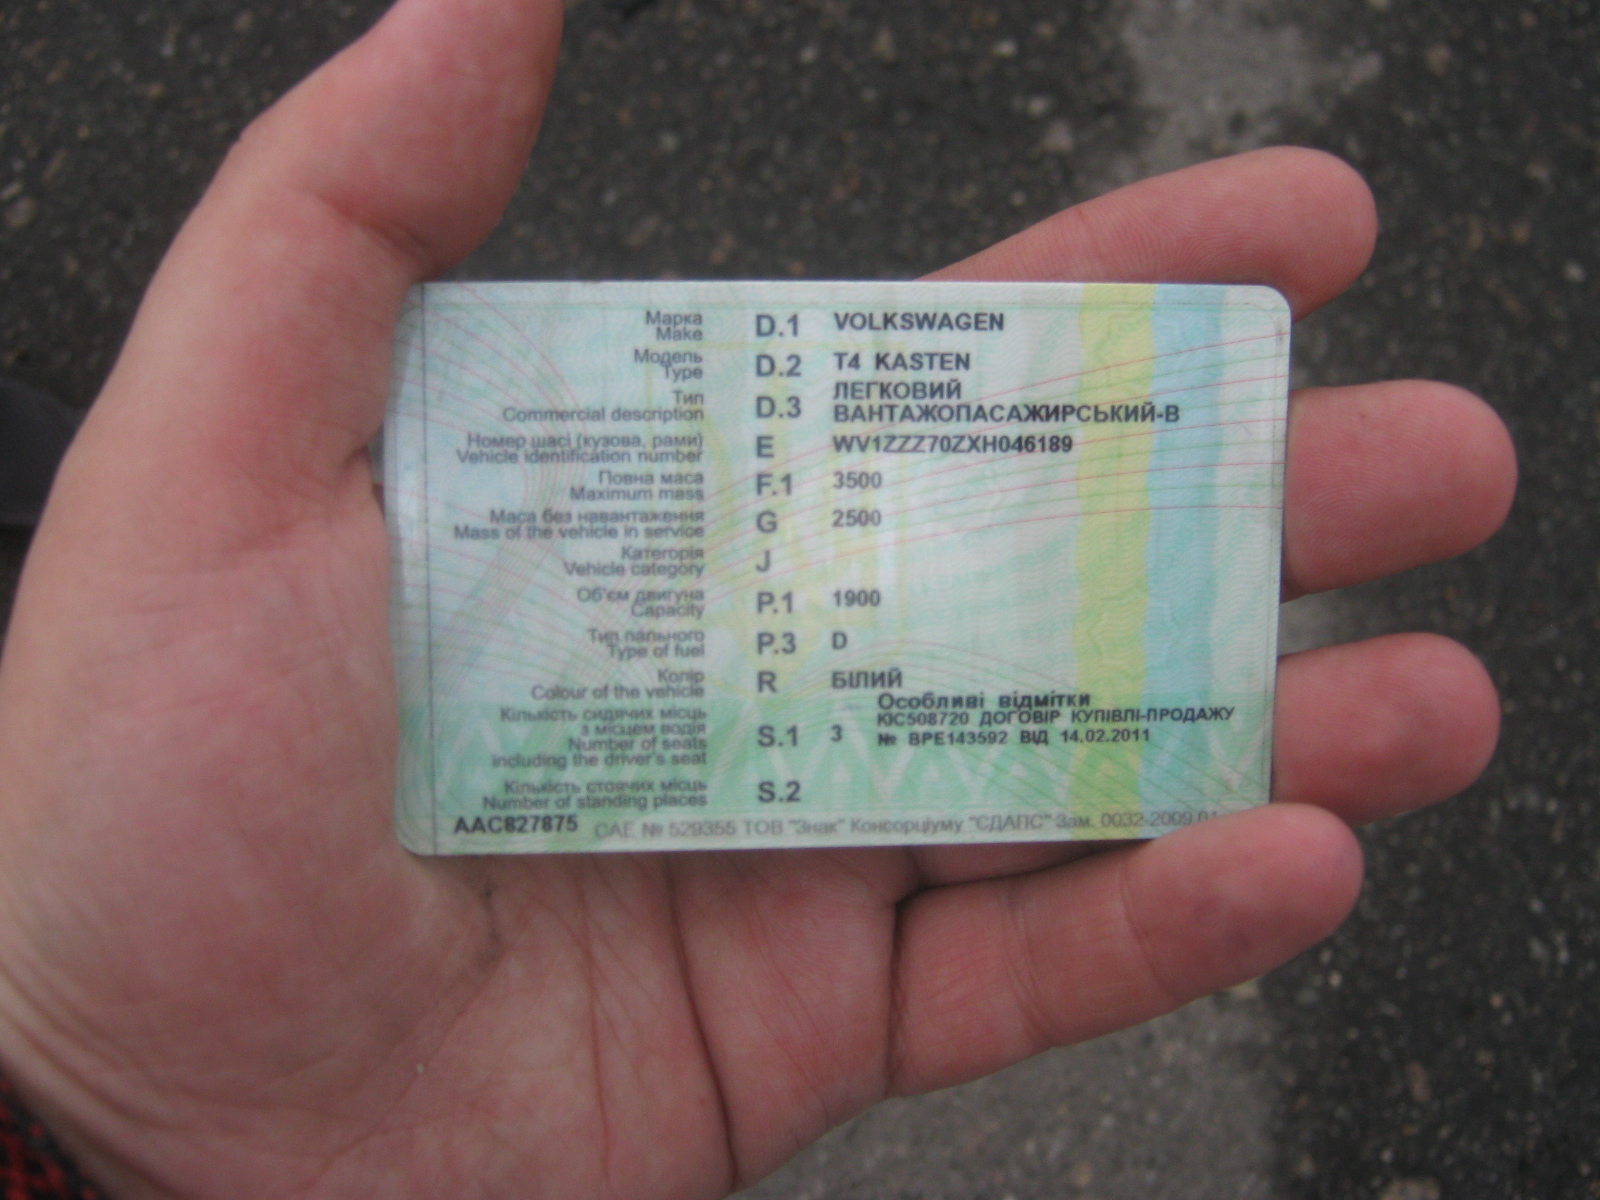 Марка
Make D.1 VOLKSWAGEN
Модель
Type D.2 T4 KASTEN
Тип
Commercial description D.3 ЛЕГКОВИЙ
ВАНТАЖОПАСАЖИРСЬКИЙ-В
Номер шасі (кузова, рами)
Vehicle identification number E WV1ZZZ70ZXH046189
Повна маса
Maximum mass F.1 3500
Маса без навантаження
Mass of the vehicle in service G 2500
Категорія
Vehicle category J
Об'єм двигуна
Capacity P.1 1900
Тип пального
Type of fuel P.3 D
Колір
Colour of the vehicle R БІЛИЙ
Кількість сидячих місць
з місцем водія
Number of seats
including the driver's seat S.1 3
Особливі відмітки
КІС508720 ДОГОВІР КУПІВЛІ-ПРОДАЖУ
№ ВРЕ143592 ВІД 14.02.2011
Кількість стоячих місць
Number of standing places S.2
ААС827875 САЕ № 529355 ТОВ "Знак" Консорціуму "ЄДАПС" Зам. 0032-2009.01